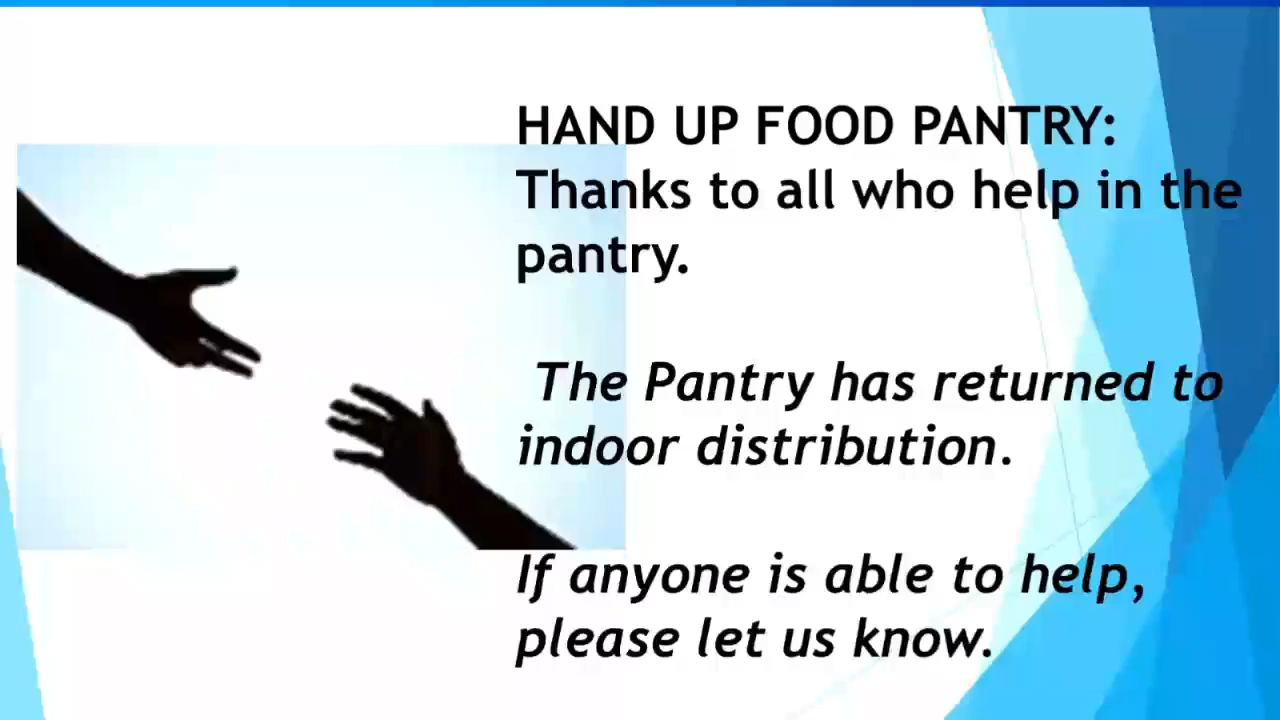 HAND UP FOOD PANTRY:
Thanks to all who help in the
pantry.
The Pantry has returned to
indoor distribution.
If anyone is able to help,
please let us know.